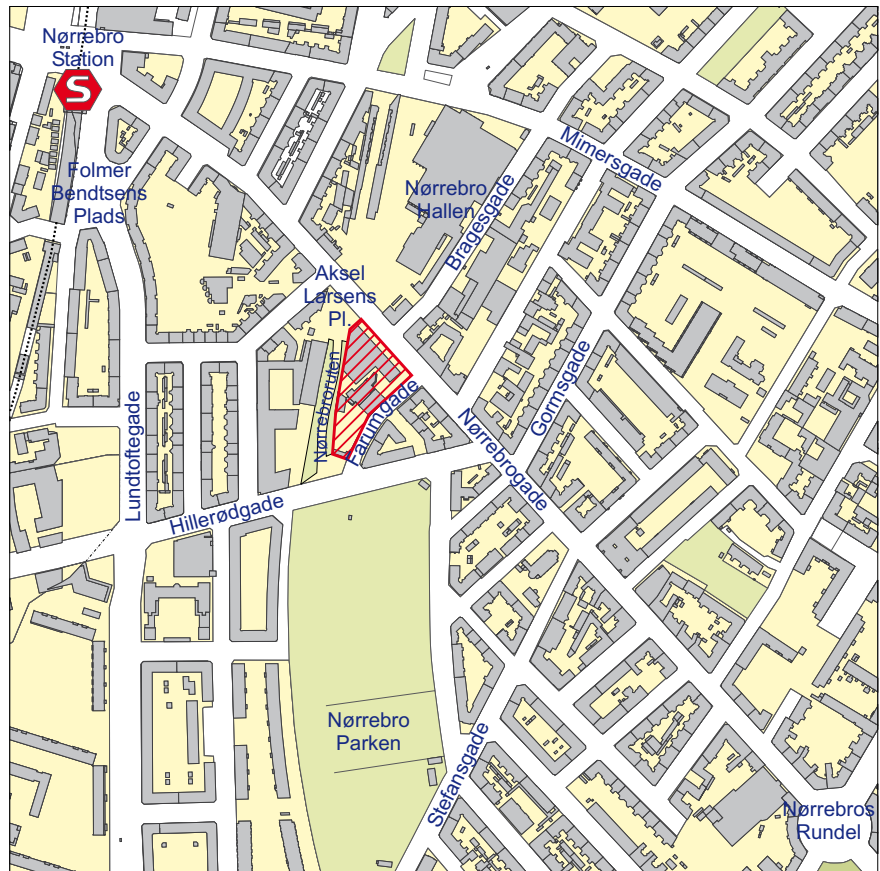 Nørrebro
Station
S
Folmer
Bendtsens
Plads
Mimersgade
Nørrebro
Hallen
Bragesgade
Aksel
Larsens
Pl.
Nørrebroruten
Farumgade
Gormsgade
Nørrebrogade
Lundtoftegade
Hillerødgade
Nørrebro
Parken
Stefansgade
Nørrebros
Rundel